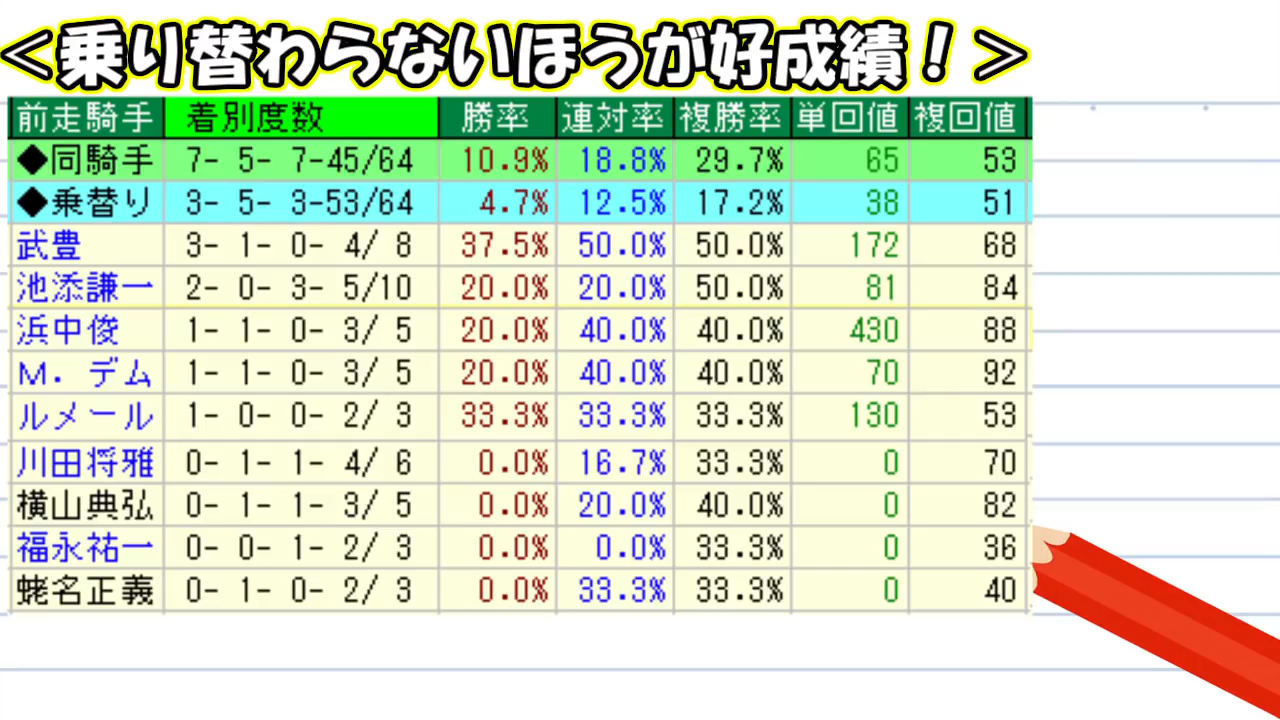 ＜乗り替わらないほうが好成績！＞
前走騎手 着別度数 勝率 連対率 複勝率 単回値 複回値
◆同騎手 7- 5- 7-45/64 10.9% 18.8% 29.7% 65 53
◆乗替り 3- 5- 3-53/64 4.7% 12.5% 17.2% 38 51
武豊 3- 1- 0- 4/ 8 37.5% 50.0% 50.0% 172 68
池添謙一 2- 0- 3- 5/10 20.0% 20.0% 50.0% 81 84
浜中俊 1- 1- 0- 3/ 5 20.0% 40.0% 40.0% 430 88
M．デム 1- 1- 0- 3/ 5 20.0% 40.0% 40.0% 70 92
ルメール 1- 0- 0- 2/ 3 33.3% 33.3% 33.3% 130 53
川田将雅 0- 1- 1- 4/ 6 0.0% 16.7% 33.3% 0 70
横山典弘 0- 1- 1- 3/ 5 0.0% 20.0% 40.0% 0 82
福永祐一 0- 0- 1- 2/ 3 0.0% 0.0% 33.3% 0 36
蛯名正義 0- 1- 0- 2/ 3 0.0% 33.3% 33.3% 0 40